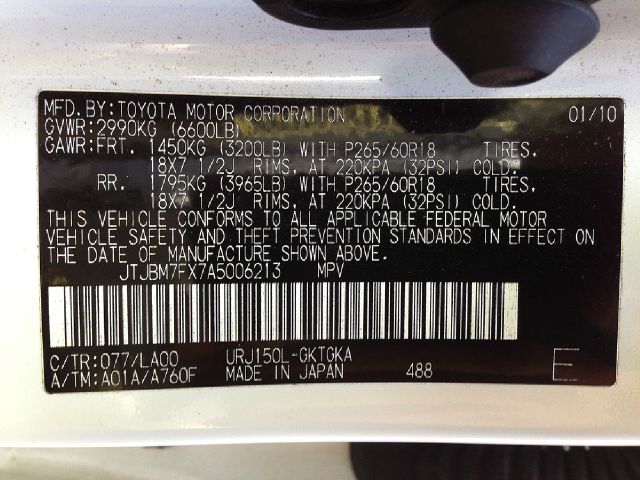 MFD.BY:TOYOTA MOTOR CORPORATION 01/10
GVWR:2990KG (6600LB)
GAWR:FRT. 1450KG (3200LB) WITH P265/60R18 TIRES,
18X7 1/2J RIMS, AT 220KPA (32PSI) COLD.
RR. 1795KG (3965LB) WITH P265/60R18 TIRES,
18X7 1/2J RIMS, AT 220KPA (32PSI) COLD.
THIS VEHICLE CONFORMS TO ALL APPLICABLE FEDERAL MOTOR
VEHICLE SAFETY AND THEFT PREVENTION STANDARDS IN EFFECT ON
THE DATE OF MANUFACTURE SHOWN ABOVE.
JTJBM7FX7A5006213 MPV
C/TR:077/LA00 URJ150L-GKTGKA
A/TM:A01A/A760F MADE IN JAPAN 488 E